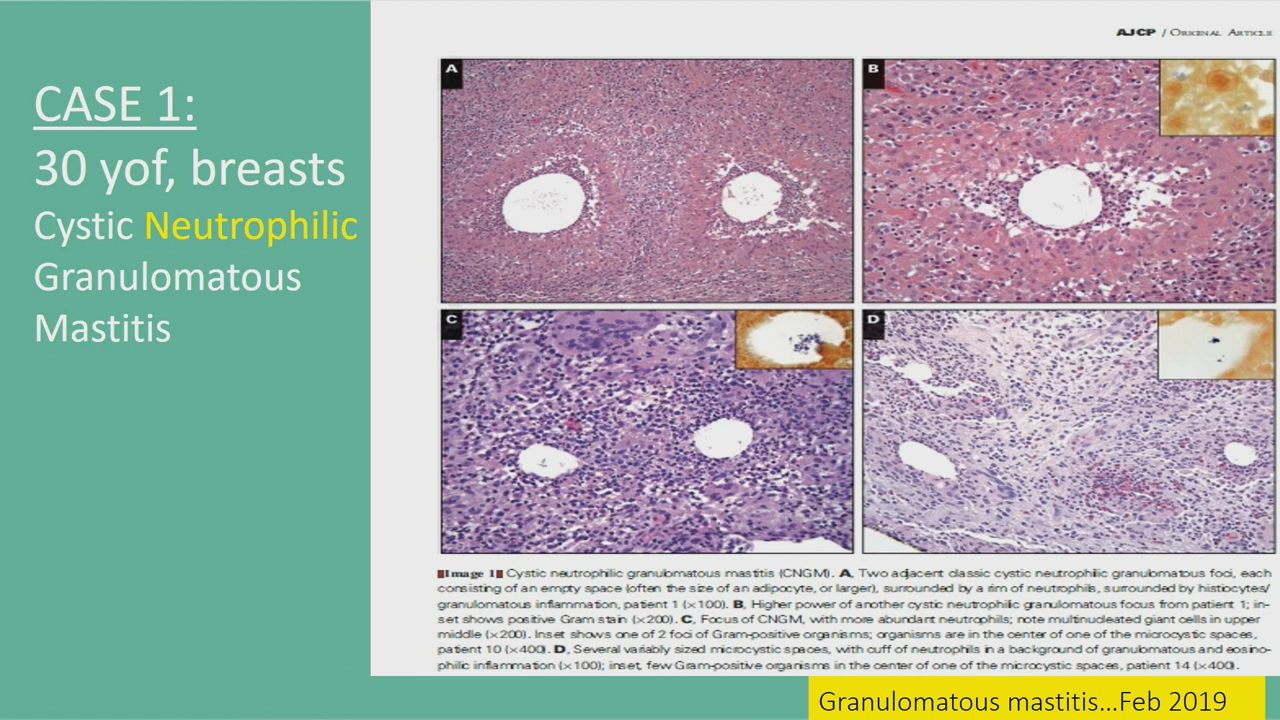 CASE 1:
30 yof, breasts
Cystic Neutrophilic
Granulomatous
Mastitis
AJCP / ORIGINAL ARTICLE
A
B
C
D
Image 1 Cystic neutrophilic granulomatous mastitis (CNGM). A, Two adjacent classic cystic neutrophilic granulomatous foci, each
consisting of an empty space (often the size of an adipocyte, or larger), surrounded by a rim of neutrophils, surrounded by histiocytes/
granulomatous inflammation, patient 1 (×100). B, Higher power of another cystic neutrophilic granulomatous focus from patient 1; in-
set shows positive Gram stain (×200). C, Focus of CNGM, with more abundant neutrophils; note multinucleated giant cells in upper
middle (×200). Inset shows one of 2 foci of Gram-positive organisms; organisms are in the center of one of the microcystic spaces,
patient 10 (×400). D, Several variably sized microcystic spaces, with cuff of neutrophils in a background of granulomatous and eosino-
philic inflammation (×100); inset, few Gram-positive organisms in the center of one of the microcystic spaces, patient 14 (×400).
Granulomatous mastitis...Feb 2019